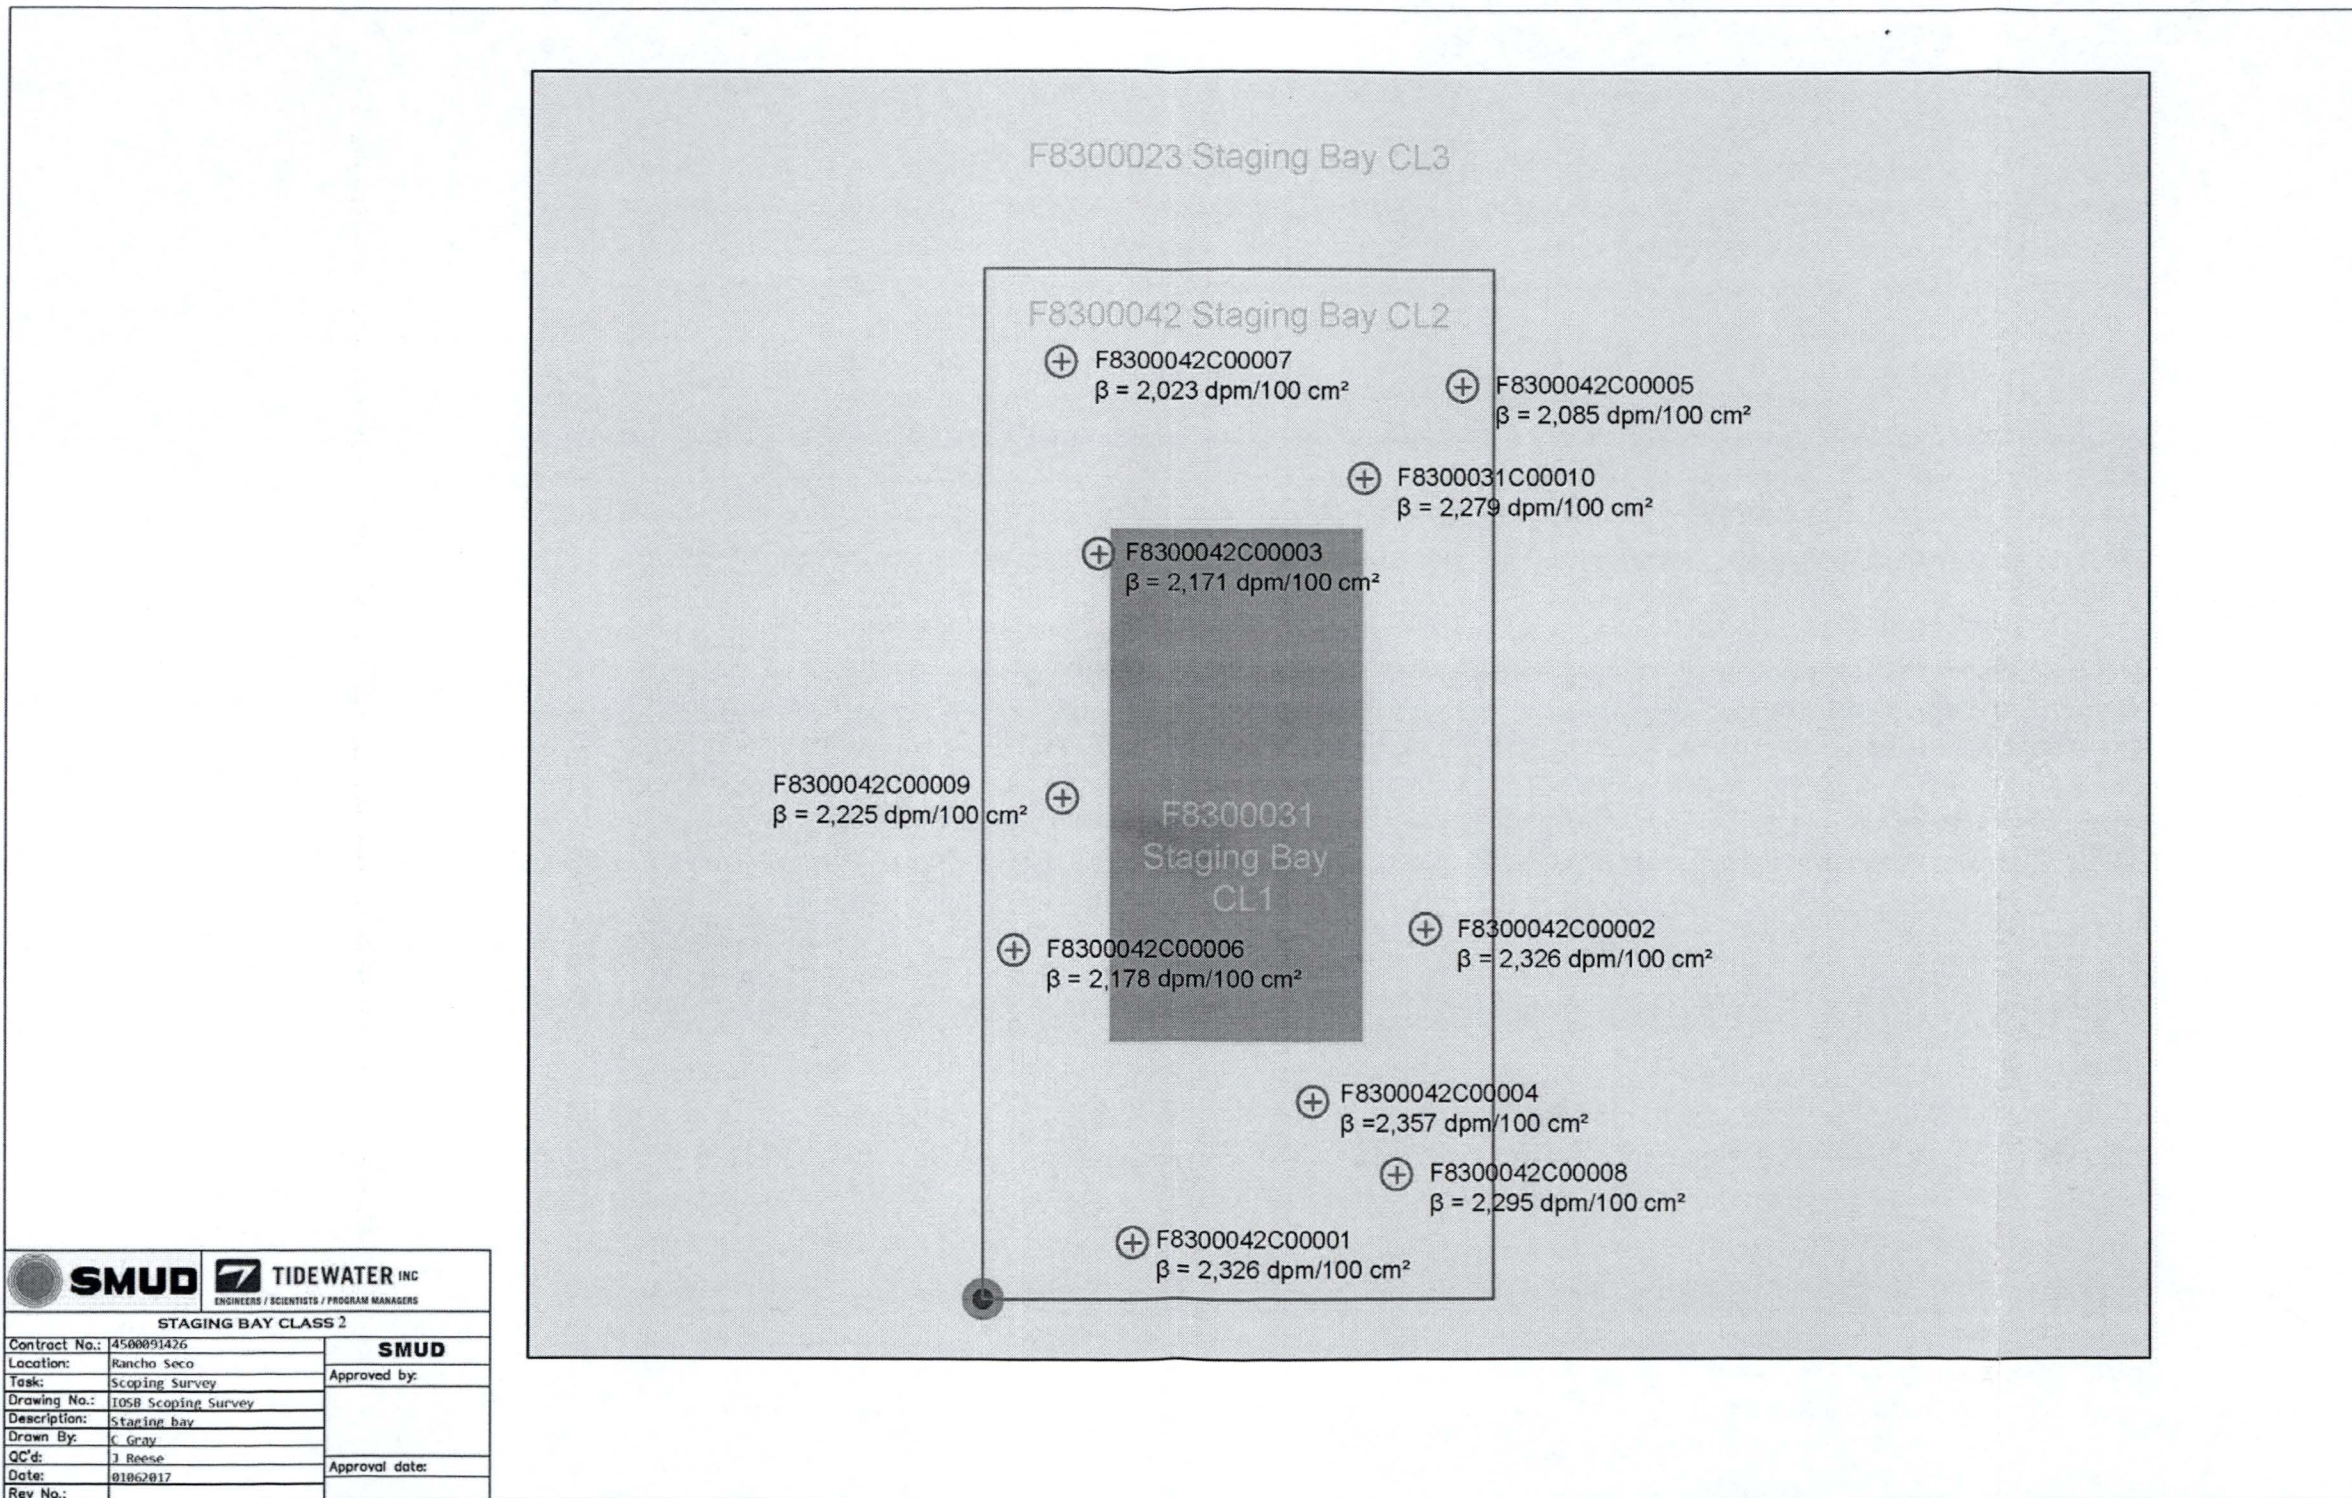 F8300023 Staging Bay CL3
F8300042 Staging Bay CL2
F8300042C00007
β = 2,023 dpm/100 cm²
F8300042C00005
β = 2,085 dpm/100 cm²
F8300031C00010
β = 2,279 dpm/100 cm²
F8300042C00003
β = 2,171 dpm/100 cm²
F8300042C00009
β = 2,225 dpm/100 cm²
F8300031
Staging Bay
CL1
F8300042C00002
β = 2,326 dpm/100 cm²
F8300042C00006
β = 2,178 dpm/100 cm²
F8300042C00004
β =2,357 dpm/100 cm²
F8300042C00008
β = 2,295 dpm/100 cm²
F8300042C00001
β = 2,326 dpm/100 cm²
SMUD
TIDEWATER INC
ENGINEERS / SCIENTISTS / PROGRAM MANAGERS
STAGING BAY CLASS 2
Contract No.: 4500091426
Location: Rancho Seco
Task: Scoping Survey
Drawing No.: IOSB Scoping Survey
Description: Staging bay
Drawn By: C Gray
QC'd: J Reese
Date: 01062017
Rev No.:
SMUD
Approved by:
Approval date: